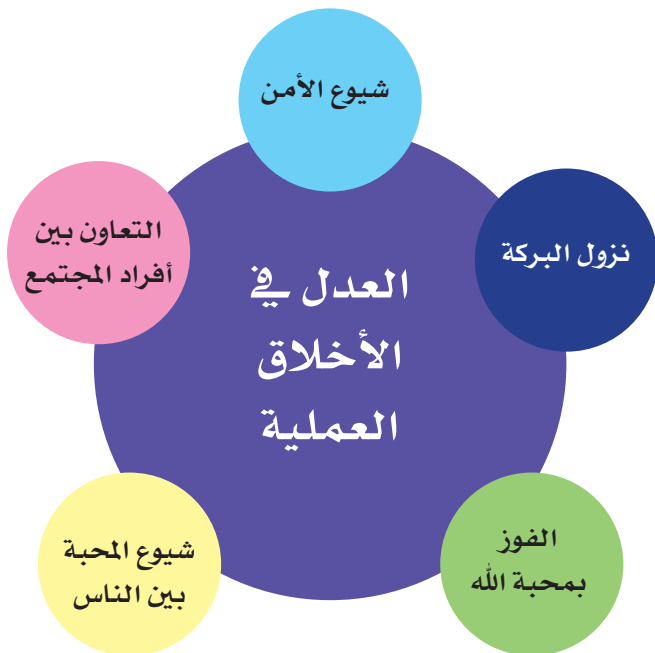 شيوع الأمن
نزول البركة
التعاون بين
أفراد المجتمع
العدل في
الأخلاق
العملية
الفوز
بمحبة الله
شيوع المحبة
بين الناس